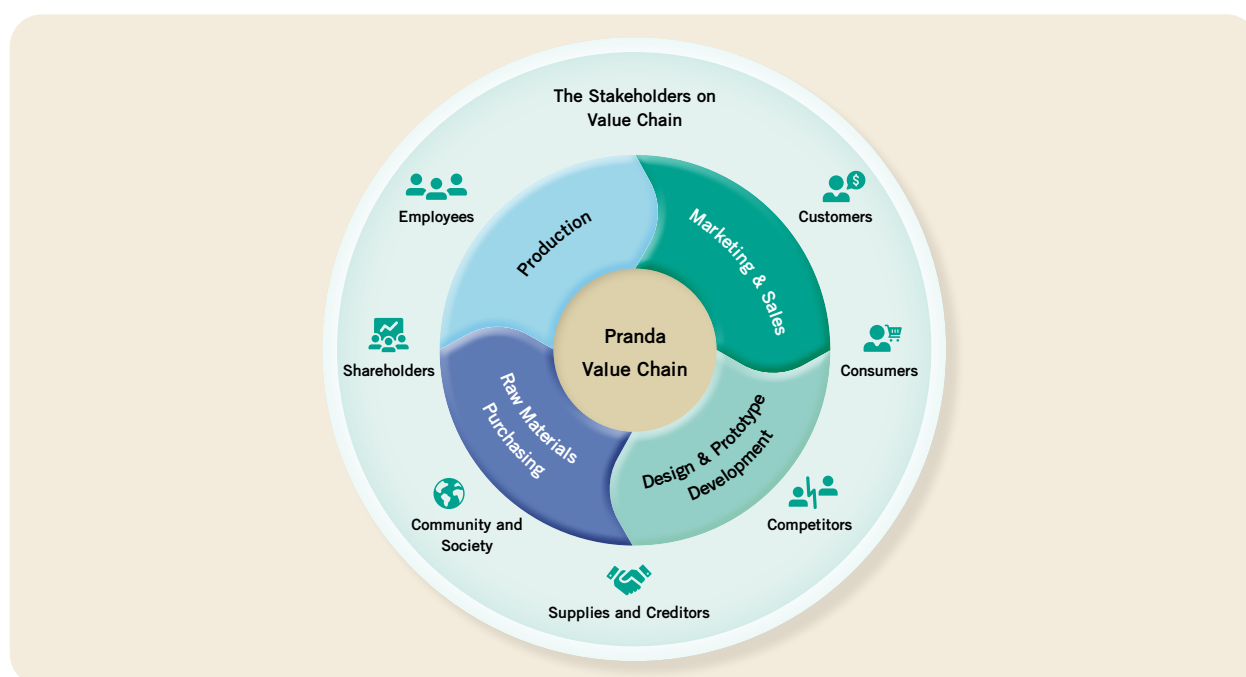 The Stakeholders on
Value Chain
Employees
Customers
Production
Marketing & Sales
Pranda
Value Chain
Shareholders
Consumers
Raw Materials
Purchasing
Design & Prototype
Development
$
Community and
Society
Competitors
Supplies and Creditors